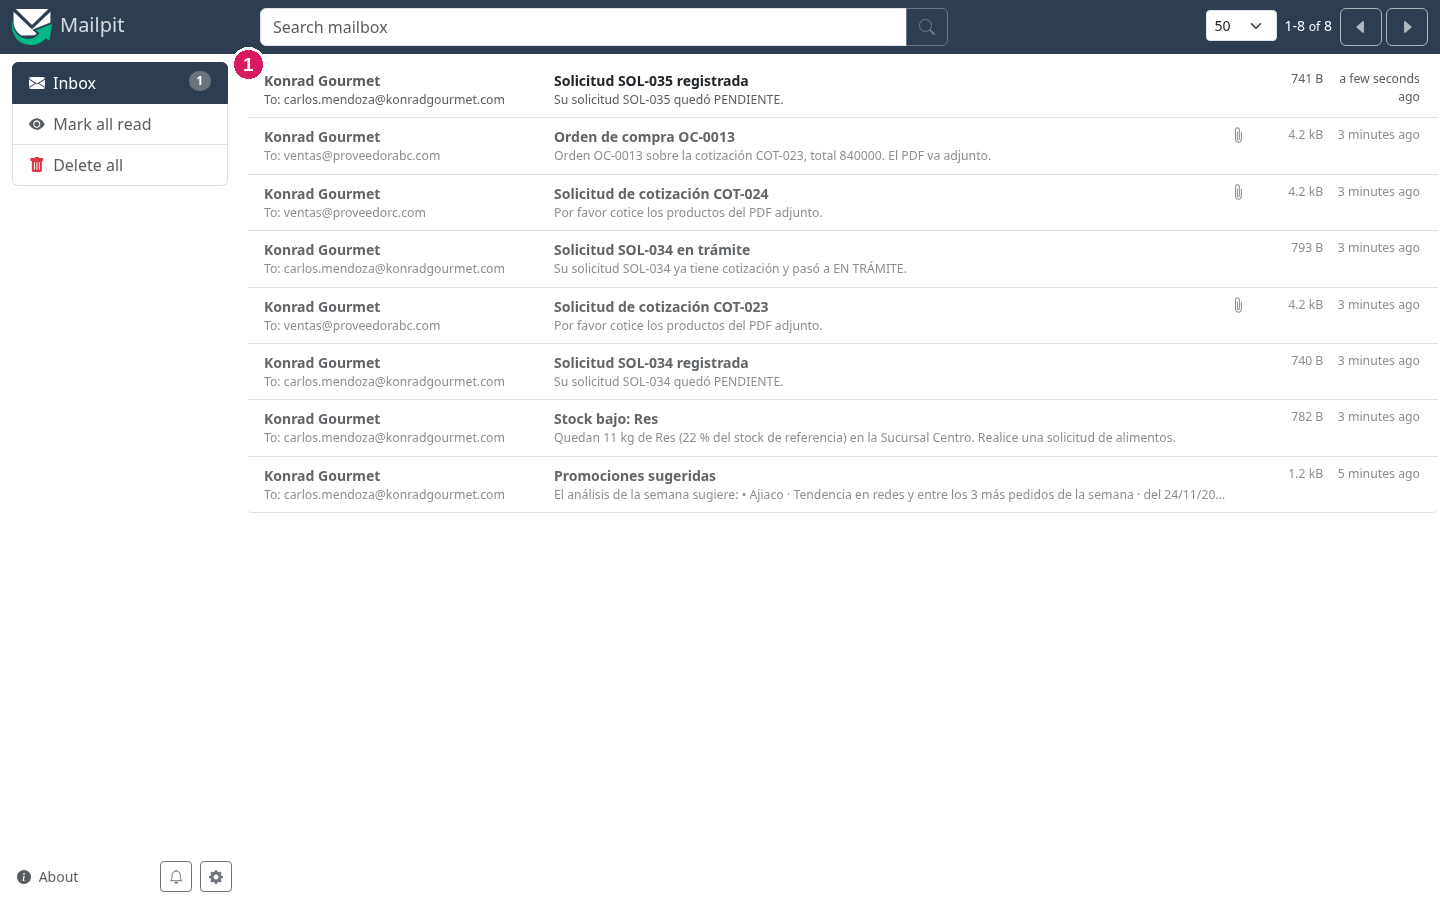 Mailpit
Search mailbox
50
1-8 of 8
1
Inbox 1
Mark all read
Delete all
Konrad Gourmet Solicitud SOL-035 registrada 741 B a few seconds ago
To: carlos.mendoza@konradgourmet.com Su solicitud SOL-035 quedó PENDIENTE.
Konrad Gourmet Orden de compra OC-0013 4.2 kB 3 minutes ago
To: ventas@proveedorabc.com Orden OC-0013 sobre la cotización COT-023, total 840000. El PDF va adjunto.
Konrad Gourmet Solicitud de cotización COT-024 4.2 kB 3 minutes ago
To: ventas@proveedorc.com Por favor cotice los productos del PDF adjunto.
Konrad Gourmet Solicitud SOL-034 en trámite 793 B 3 minutes ago
To: carlos.mendoza@konradgourmet.com Su solicitud SOL-034 ya tiene cotización y pasó a EN TRÁMITE.
Konrad Gourmet Solicitud de cotización COT-023 4.2 kB 3 minutes ago
To: ventas@proveedorabc.com Por favor cotice los productos del PDF adjunto.
Konrad Gourmet Solicitud SOL-034 registrada 740 B 3 minutes ago
To: carlos.mendoza@konradgourmet.com Su solicitud SOL-034 quedó PENDIENTE.
Konrad Gourmet Stock bajo: Res 782 B 3 minutes ago
To: carlos.mendoza@konradgourmet.com Quedan 11 kg de Res (22 % del stock de referencia) en la Sucursal Centro. Realice una solicitud de alimentos.
Konrad Gourmet Promociones sugeridas 1.2 kB 5 minutes ago
To: carlos.mendoza@konradgourmet.com El análisis de la semana sugiere: • Ajiaco · Tendencia en redes y entre los 3 más pedidos de la semana · del 24/11/20...
About